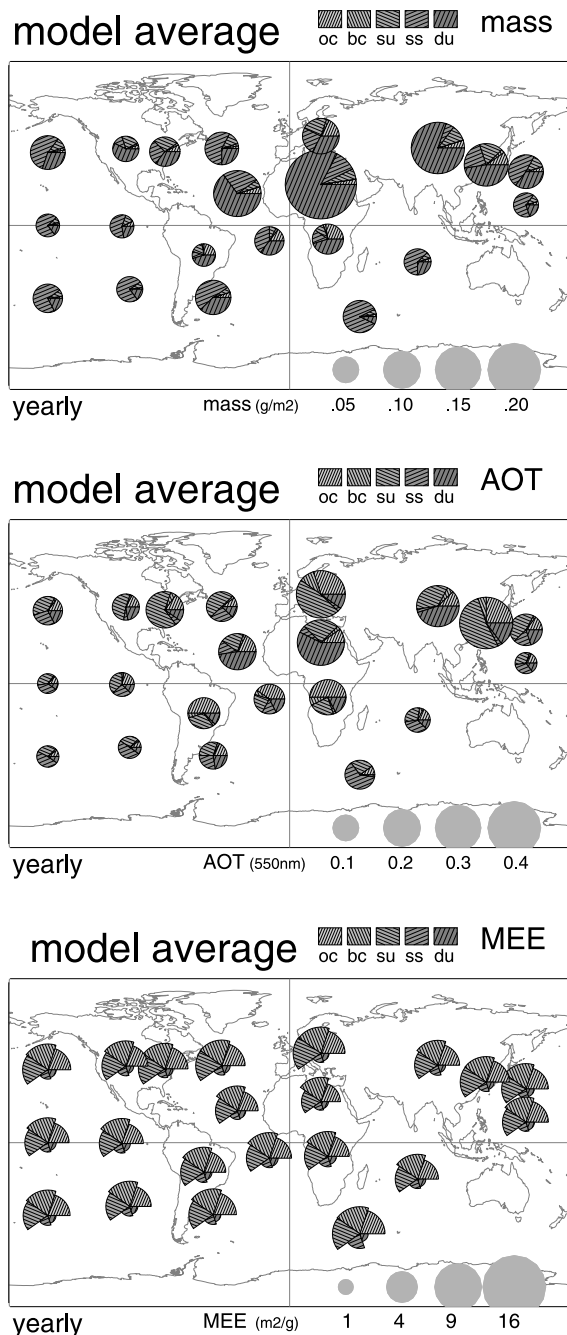 model average mass
oc bc su ss du
yearly mass (g/m2) .05 .10 .15 .20
model average AOT
oc bc su ss du
yearly AOT (550nm) 0.1 0.2 0.3 0.4
model average MEE
oc bc su ss du
yearly MEE (m2/g) 1 4 9 16